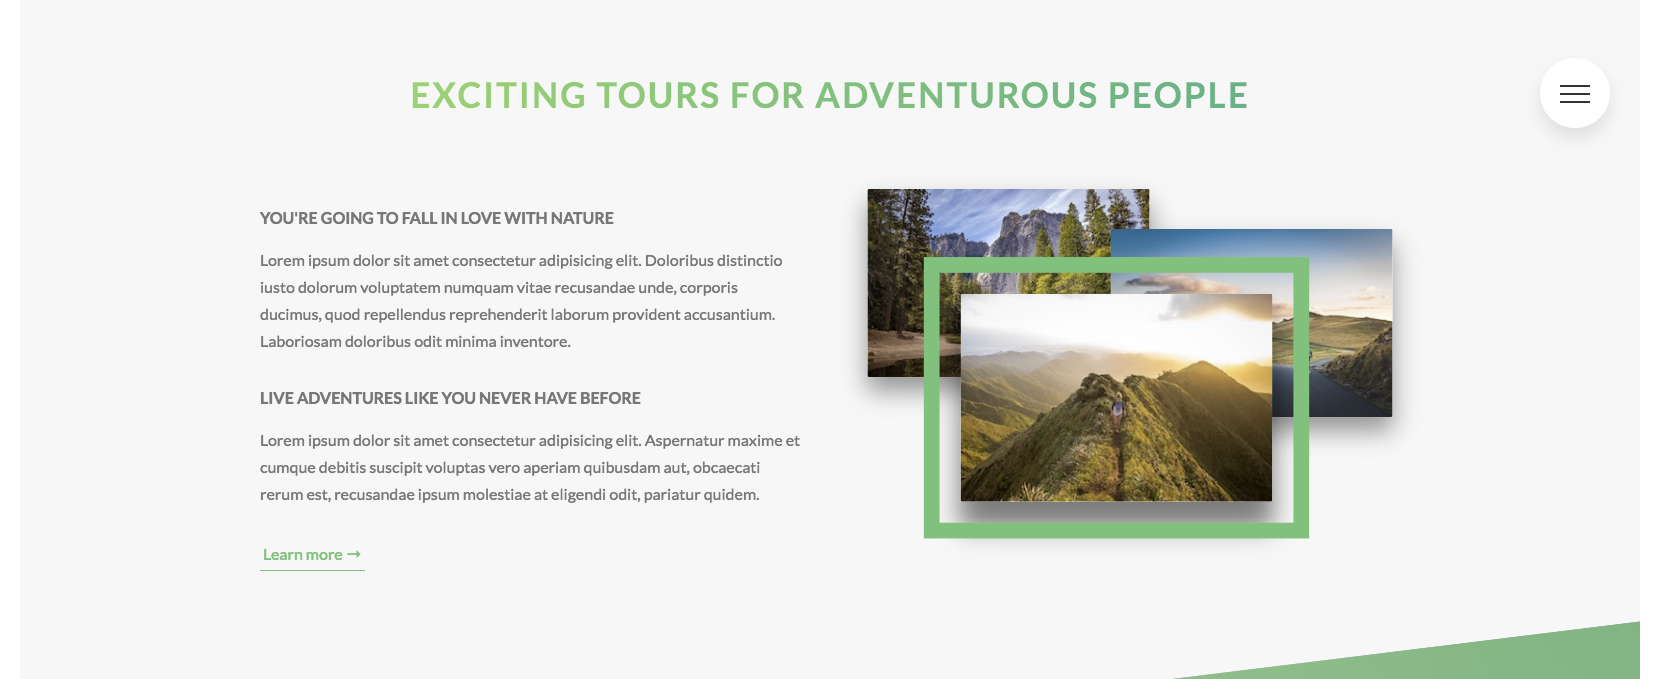 EXCITING TOURS FOR ADVENTUROUS PEOPLE
YOU'RE GOING TO FALL IN LOVE WITH NATURE
Lorem ipsum dolor sit amet consectetur adipisicing elit. Doloribus distinctio
iusto dolorum voluptatem numquam vitae recusandae unde, corporis
ducimus, quod repellendus reprehenderit laborum provident accusantium.
Laboriosam doloribus odit minima inventore.
LIVE ADVENTURES LIKE YOU NEVER HAVE BEFORE
Lorem ipsum dolor sit amet consectetur adipisicing elit. Aspernatur maxime et
cumque debitis suscipit voluptas vero aperiam quibusdam aut, obcaecati
rerum est, recusandae ipsum molestiae at eligendi odit, pariatur quidem.
Learn more →